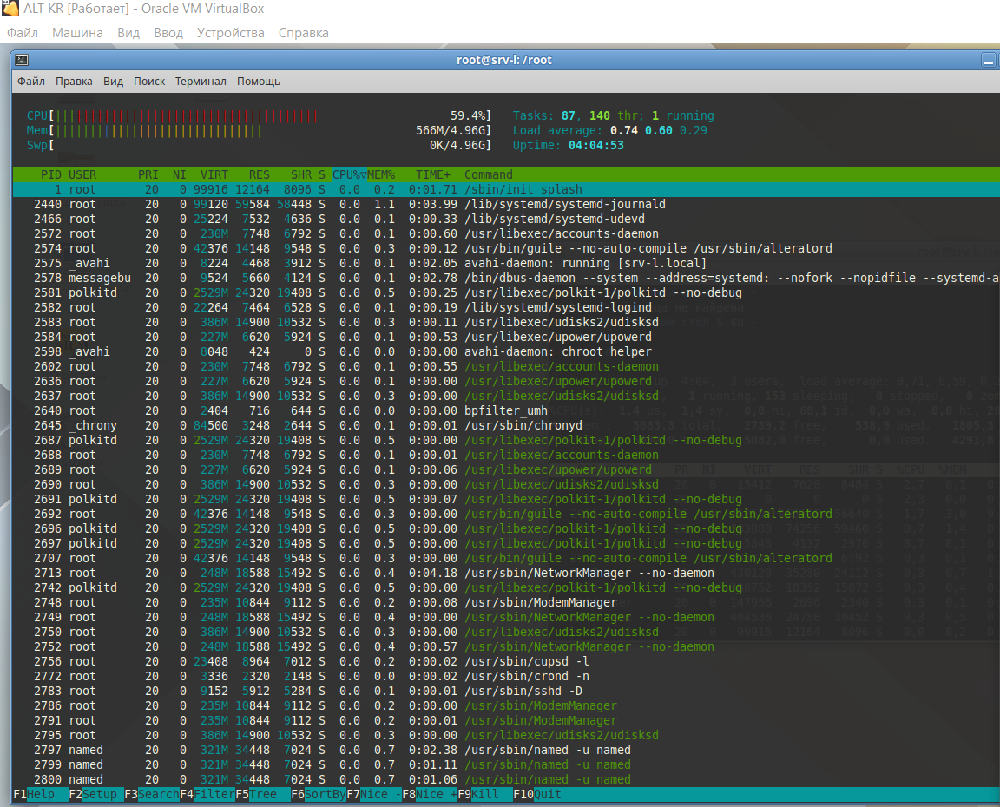 ALT KR [Работает] - Oracle VM VirtualBox
Файл Машина Вид Ввод Устройства Справка
root@srv-l: /root
Файл Правка Вид Поиск Терминал Помощь
CPU[ 59.4%] Tasks: 87, 140 thr; 1 running
Mem[ 566M/4.96G] Load average: 0.74 0.60 0.29
Swp[ 0K/4.96G] Uptime: 04:04:53
PID USER PRI NI VIRT RES SHR S CPU%▽MEM% TIME+ Command
1 root 20 0 99916 12164 8096 S 0.0 0.2 0:01.71 /sbin/init splash
2440 root 20 0 99120 59584 58448 S 0.0 1.1 0:03.99 /lib/systemd/systemd-journald
2466 root 20 0 25224 7532 4636 S 0.0 0.1 0:00.33 /lib/systemd/systemd-udevd
2572 root 20 0 230M 7748 6792 S 0.0 0.1 0:00.60 /usr/libexec/accounts-daemon
2574 root 20 0 42376 14148 9548 S 0.0 0.3 0:00.12 /usr/bin/guile --no-auto-compile /usr/sbin/alteratord
2575 _avahi 20 0 8224 4468 3912 S 0.0 0.1 0:02.05 avahi-daemon: running [srv-l.local]
2578 messagebu 20 0 9524 5660 4124 S 0.0 0.1 0:02.78 /bin/dbus-daemon --system --address=systemd: --nofork --nopidfile --systemd-a
2581 polkitd 20 0 2529M 24320 19408 S 0.0 0.5 0:00.25 /usr/libexec/polkit-1/polkitd --no-debug
2582 root 20 0 22264 7464 6528 S 0.0 0.1 0:00.19 /lib/systemd/systemd-logind
2583 root 20 0 386M 14900 10532 S 0.0 0.3 0:00.11 /usr/libexec/udisks2/udisksd
2584 root 20 0 227M 6620 5924 S 0.0 0.1 0:00.53 /usr/libexec/upower/upowerd
2598 _avahi 20 0 8048 424 0 S 0.0 0.0 0:00.00 avahi-daemon: chroot helper
2602 root 20 0 230M 7748 6792 S 0.0 0.1 0:00.55 /usr/libexec/accounts-daemon
2636 root 20 0 227M 6620 5924 S 0.0 0.1 0:00.00 /usr/libexec/upower/upowerd
2637 root 20 0 386M 14900 10532 S 0.0 0.3 0:00.00 /usr/libexec/udisks2/udisksd
2640 root 20 0 2404 716 644 S 0.0 0.0 0:00.00 bpfilter_umh
2645 _chrony 20 0 84500 3248 2644 S 0.0 0.1 0:00.01 /usr/sbin/chronyd
2687 polkitd 20 0 2529M 24320 19408 S 0.0 0.5 0:00.00 /usr/libexec/polkit-1/polkitd --no-debug
2688 root 20 0 230M 7748 6792 S 0.0 0.1 0:00.01 /usr/libexec/accounts-daemon
2689 root 20 0 227M 6620 5924 S 0.0 0.1 0:00.06 /usr/libexec/upower/upowerd
2690 root 20 0 386M 14900 10532 S 0.0 0.3 0:00.00 /usr/libexec/udisks2/udisksd
2691 polkitd 20 0 2529M 24320 19408 S 0.0 0.5 0:00.07 /usr/libexec/polkit-1/polkitd --no-debug
2692 root 20 0 42376 14148 9548 S 0.0 0.3 0:00.00 /usr/bin/guile --no-auto-compile /usr/sbin/alteratord
2696 polkitd 20 0 2529M 24320 19408 S 0.0 0.5 0:00.00 /usr/libexec/polkit-1/polkitd --no-debug
2697 polkitd 20 0 2529M 24320 19408 S 0.0 0.5 0:00.00 /usr/libexec/polkit-1/polkitd --no-debug
2707 root 20 0 42376 14148 9548 S 0.0 0.3 0:00.00 /usr/bin/guile --no-auto-compile /usr/sbin/alteratord
2713 root 20 0 248M 18588 15492 S 0.0 0.4 0:04.18 /usr/sbin/NetworkManager --no-daemon
2742 polkitd 20 0 2529M 24320 19408 S 0.0 0.5 0:00.00 /usr/libexec/polkit-1/polkitd --no-debug
2748 root 20 0 235M 10844 9112 S 0.0 0.2 0:00.08 /usr/sbin/ModemManager
2749 root 20 0 248M 18588 15492 S 0.0 0.4 0:00.00 /usr/sbin/NetworkManager --no-daemon
2750 root 20 0 386M 14900 10532 S 0.0 0.3 0:00.00 /usr/libexec/udisks2/udisksd
2752 root 20 0 248M 18588 15492 S 0.0 0.4 0:00.57 /usr/sbin/NetworkManager --no-daemon
2756 root 20 0 23408 8964 7012 S 0.0 0.2 0:00.02 /usr/sbin/cupsd -l
2772 root 20 0 3336 2320 2148 S 0.0 0.0 0:00.02 /usr/sbin/crond -n
2783 root 20 0 9152 5912 5284 S 0.0 0.1 0:00.01 /usr/sbin/sshd -D
2786 root 20 0 235M 10844 9112 S 0.0 0.2 0:00.00 /usr/sbin/ModemManager
2791 root 20 0 235M 10844 9112 S 0.0 0.2 0:00.01 /usr/sbin/ModemManager
2795 root 20 0 386M 14900 10532 S 0.0 0.3 0:00.00 /usr/libexec/udisks2/udisksd
2797 named 20 0 321M 34448 7024 S 0.0 0.7 0:02.38 /usr/sbin/named -u named
2799 named 20 0 321M 34448 7024 S 0.0 0.7 0:01.11 /usr/sbin/named -u named
2800 named 20 0 321M 34448 7024 S 0.0 0.7 0:01.06 /usr/sbin/named -u named
F1Help F2Setup F3SearchF4FilterF5Tree F6SortByF7Nice -F8Nice +F9Kill F10Quit